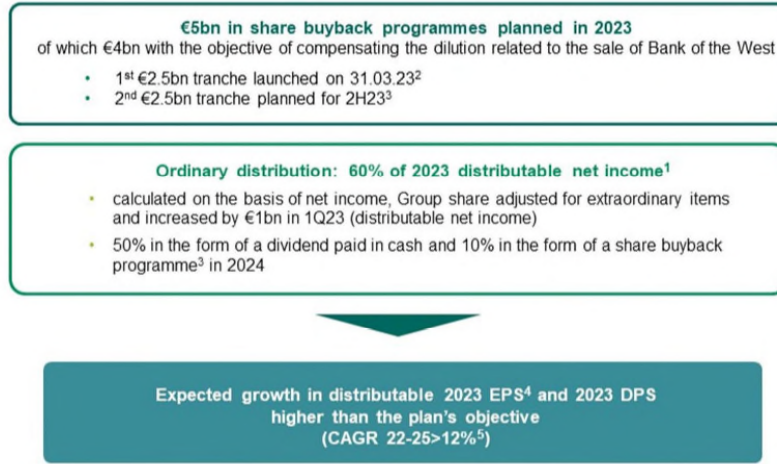 €5bn in share buyback programmes planned in 2023
of which €4bn with the objective of compensating the dilution related to the sale of Bank of the West
• 1st €2.5bn tranche launched on 31.03.23²
• 2nd €2.5bn tranche planned for 2H23³
Ordinary distribution: 60% of 2023 distributable net income¹
• calculated on the basis of net income, Group share adjusted for extraordinary items
and increased by €1bn in 1Q23 (distributable net income)
• 50% in the form of a dividend paid in cash and 10% in the form of a share buyback
programme³ in 2024
Expected growth in distributable 2023 EPS⁴ and 2023 DPS
higher than the plan's objective
(CAGR 22-25>12%⁵)